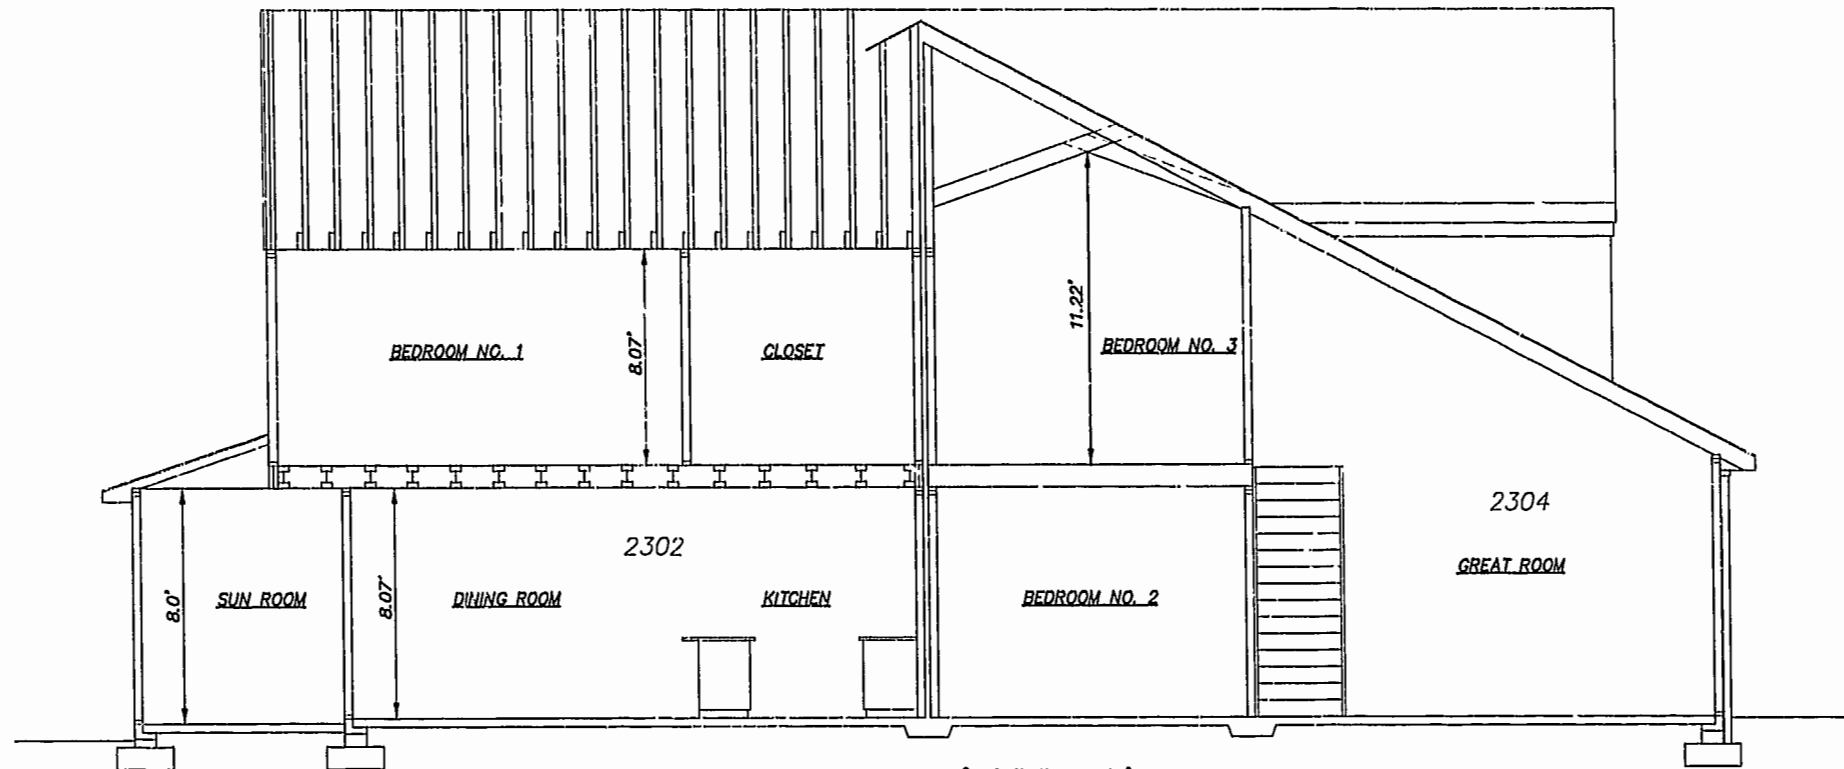 BEDROOM NO. 1
8.07'
CLOSET
11.22'
BEDROOM NO. 3
2302
2304
8.0'
SUN ROOM
8.07'
DINING ROOM
KITCHEN
BEDROOM NO. 2
GREAT ROOM